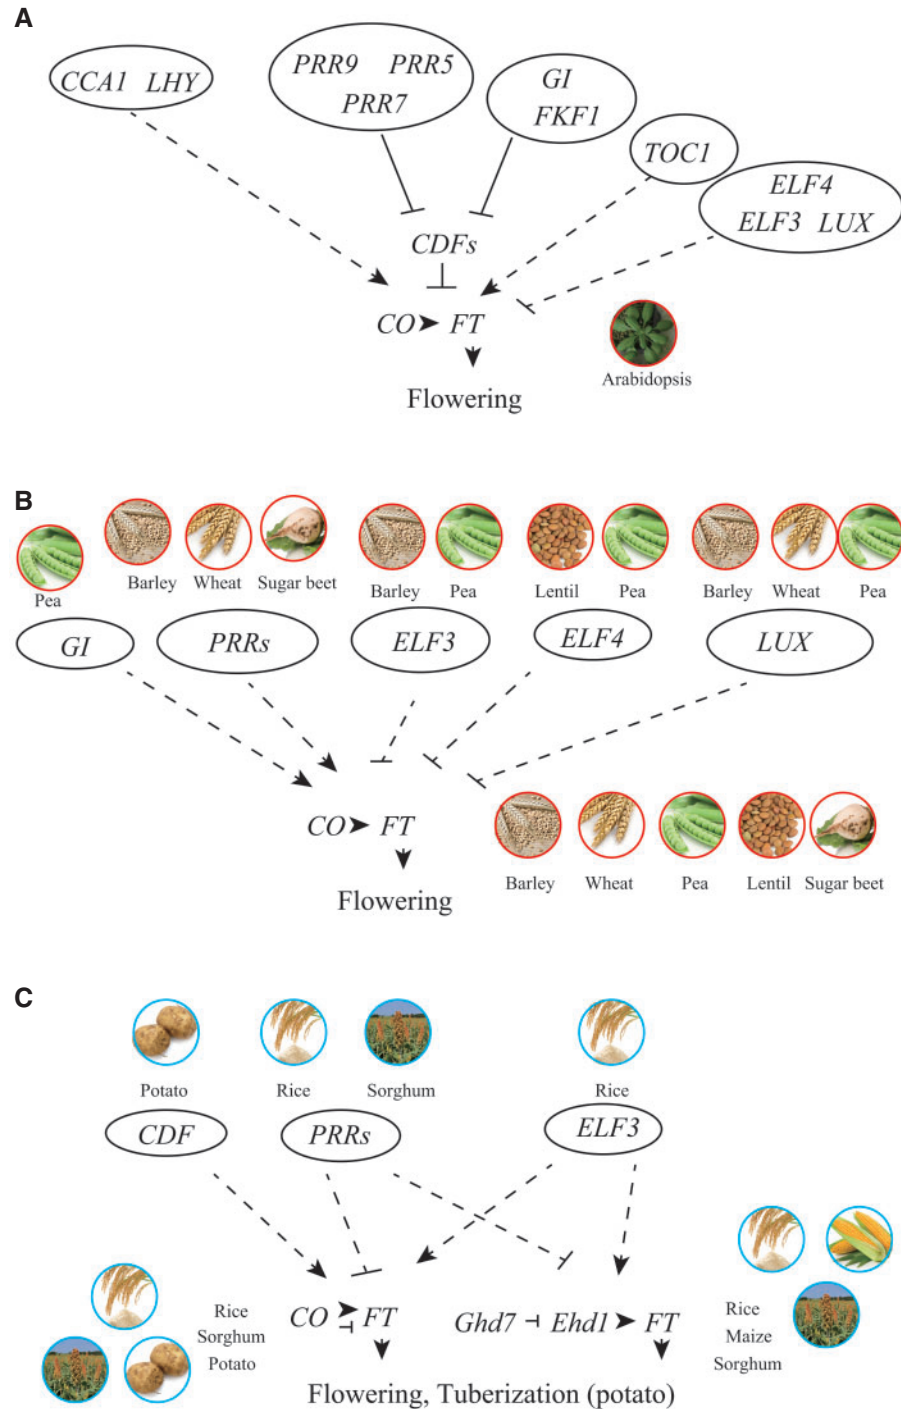 A
CCA1 LHY
PRR9 PRR5
PRR7
GI
FKF1
TOC1
ELF4
ELF3 LUX
CDFs
CO FT
Arabidopsis
Flowering
B
Pea
Barley Wheat Sugar beet
Barley Pea
Lentil Pea
Barley Wheat Pea
GI
PRRs
ELF3
ELF4
LUX
CO FT
Flowering
Barley Wheat Pea Lentil Sugar beet
C
Potato
Rice
Sorghum
Rice
CDF
PRRs
ELF3
Rice
Sorghum
Potato
CO FT
Ghd7 Ehd1 FT
Rice
Maize
Sorghum
Flowering, Tuberization (potato)